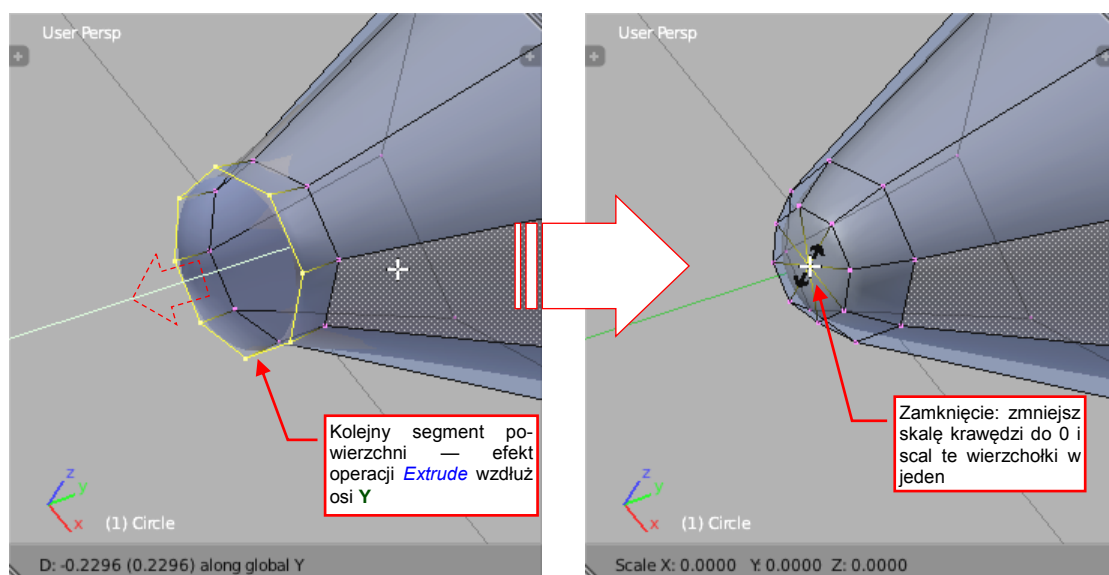 User Persp
Kolejny segment po-
wierzchni — efekt
operacji Extrude wzdłuż
osi Y
z
y
x
(1) Circle
D: -0.2296 (0.2296) along global Y
User Persp
Zamknięcie: zmniejsz
skalę krawędzi do 0 i
scal te wierzchołki w
jeden
z
y
x
(1) Circle
Scale X: 0.0000 Y: 0.0000 Z: 0.0000